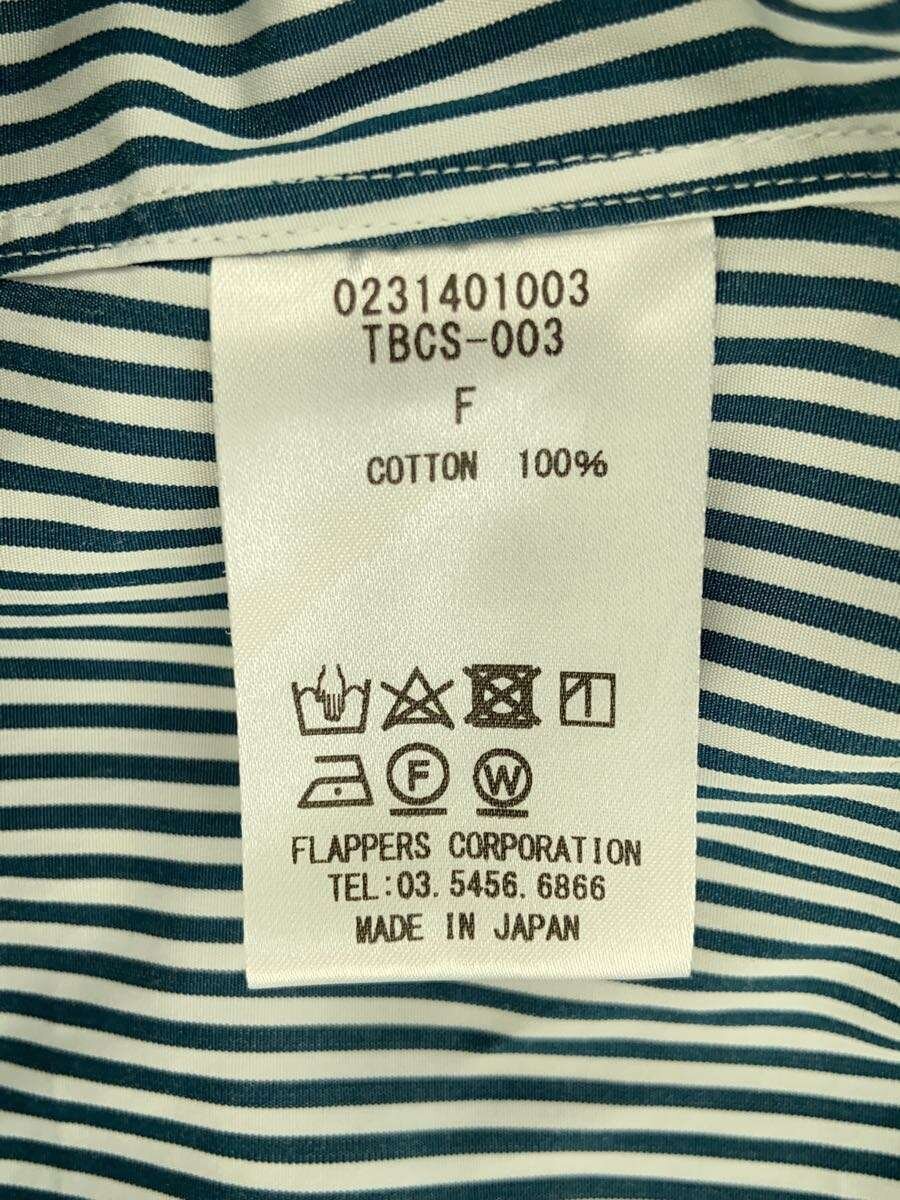 0231401003
TBCS-003
F
COTTON 100%
F W
FLAPPERS CORPORATION
TEL:03.5456.6866
MADE IN JAPAN